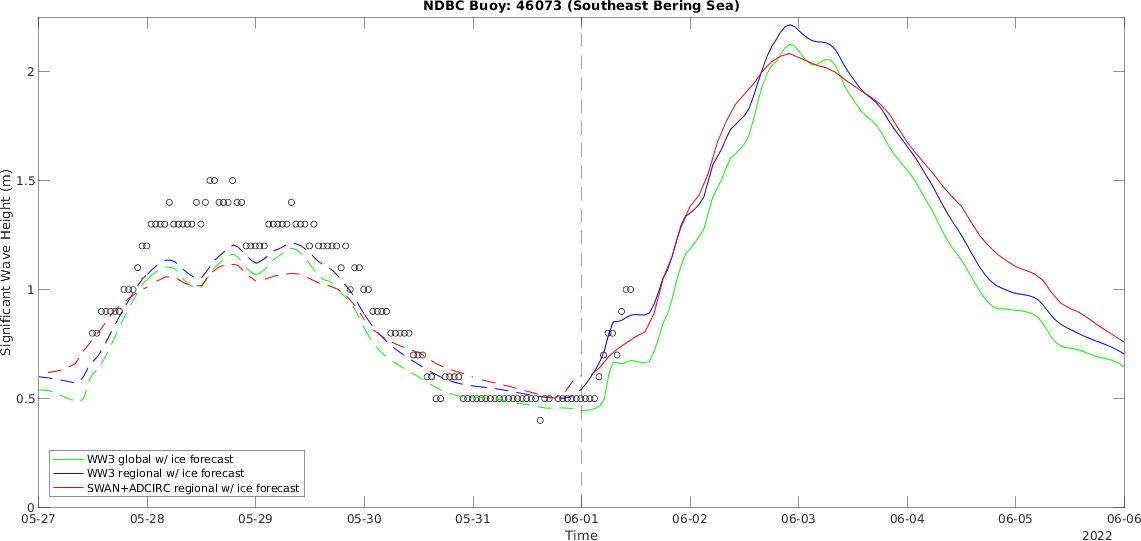 NDBC Buoy: 46073 (Southeast Bering Sea)
2
1.5
1
0.5
0
Significant Wave Height (m)
WW3 global w/ ice forecast
WW3 regional w/ ice forecast
SWAN+ADCIRC regional w/ ice forecast
05-27 05-28 05-29 05-30 05-31 06-01 06-02 06-03 06-04 06-05 06-06
Time
2022